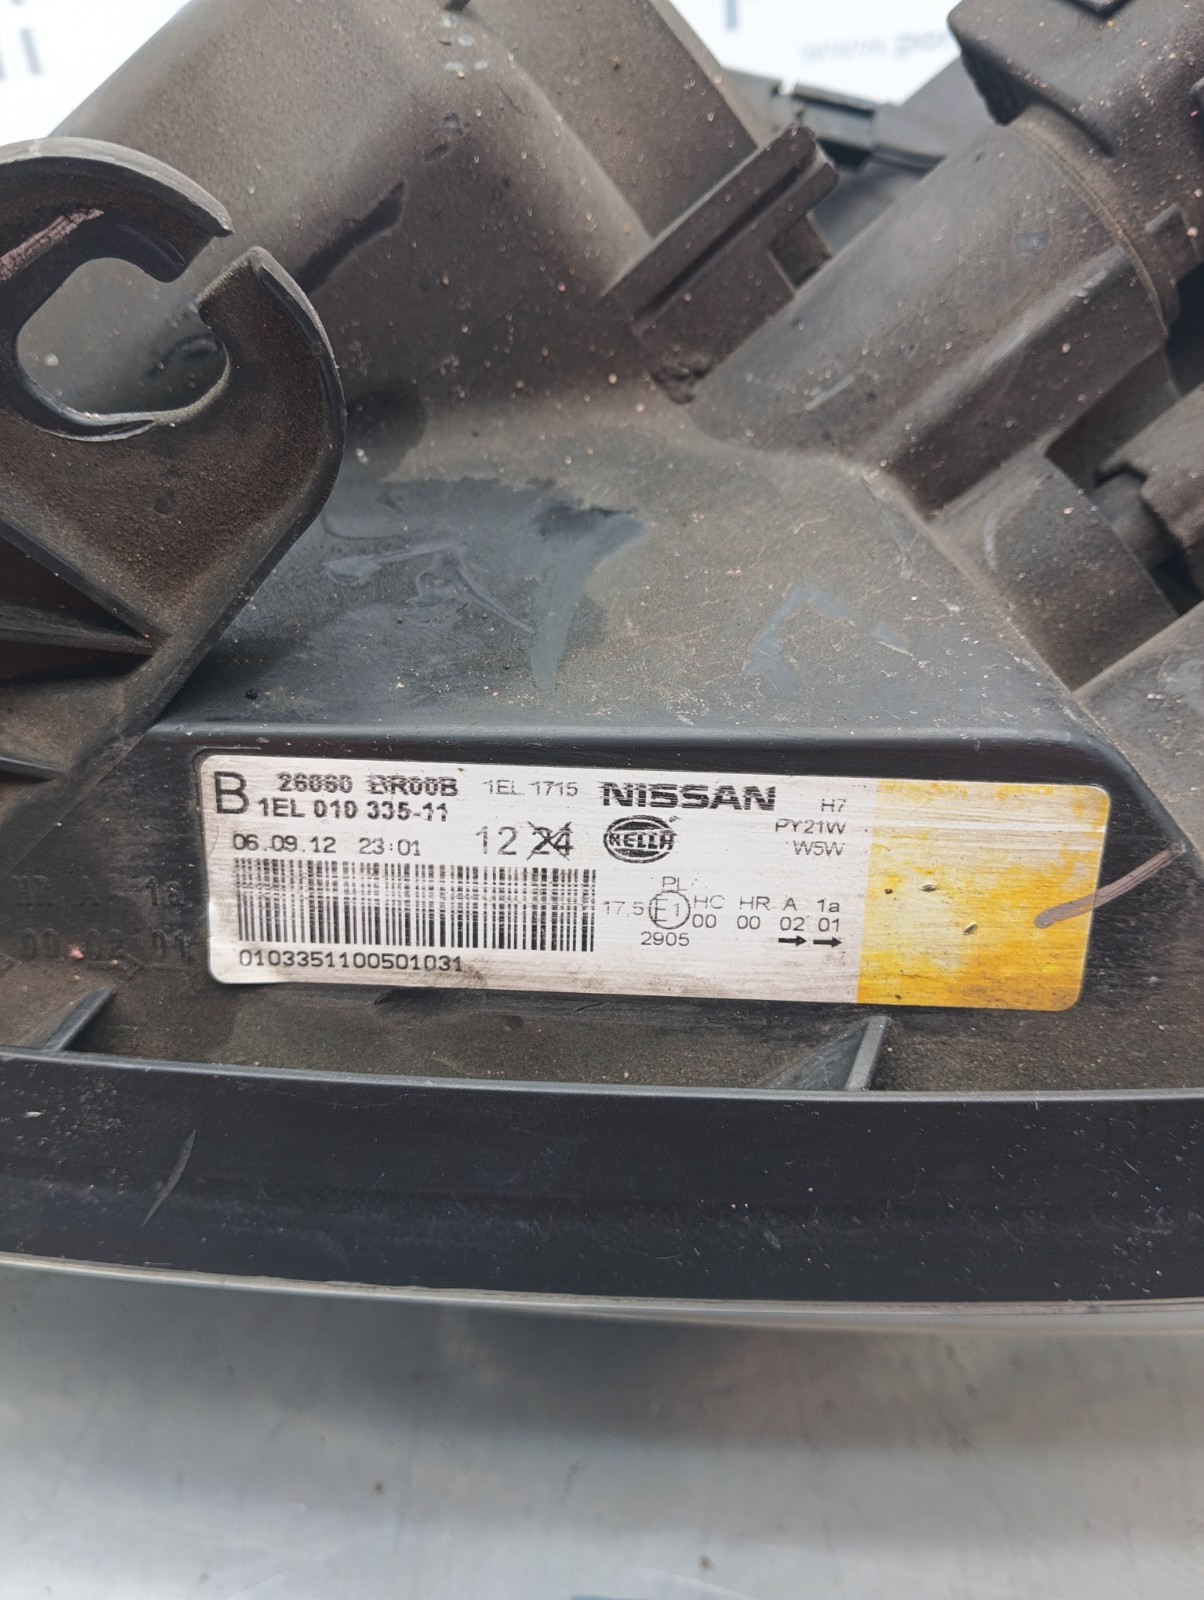 B 26060 BR00B 1EL 1715 NISSAN H7
1EL 010 335-11 HELLA PY21W
06.09.12 23:01 12 24 W5W
PL
17,5 E1 HC HR A 1a
00 00 02 01
2905
0103351100501031